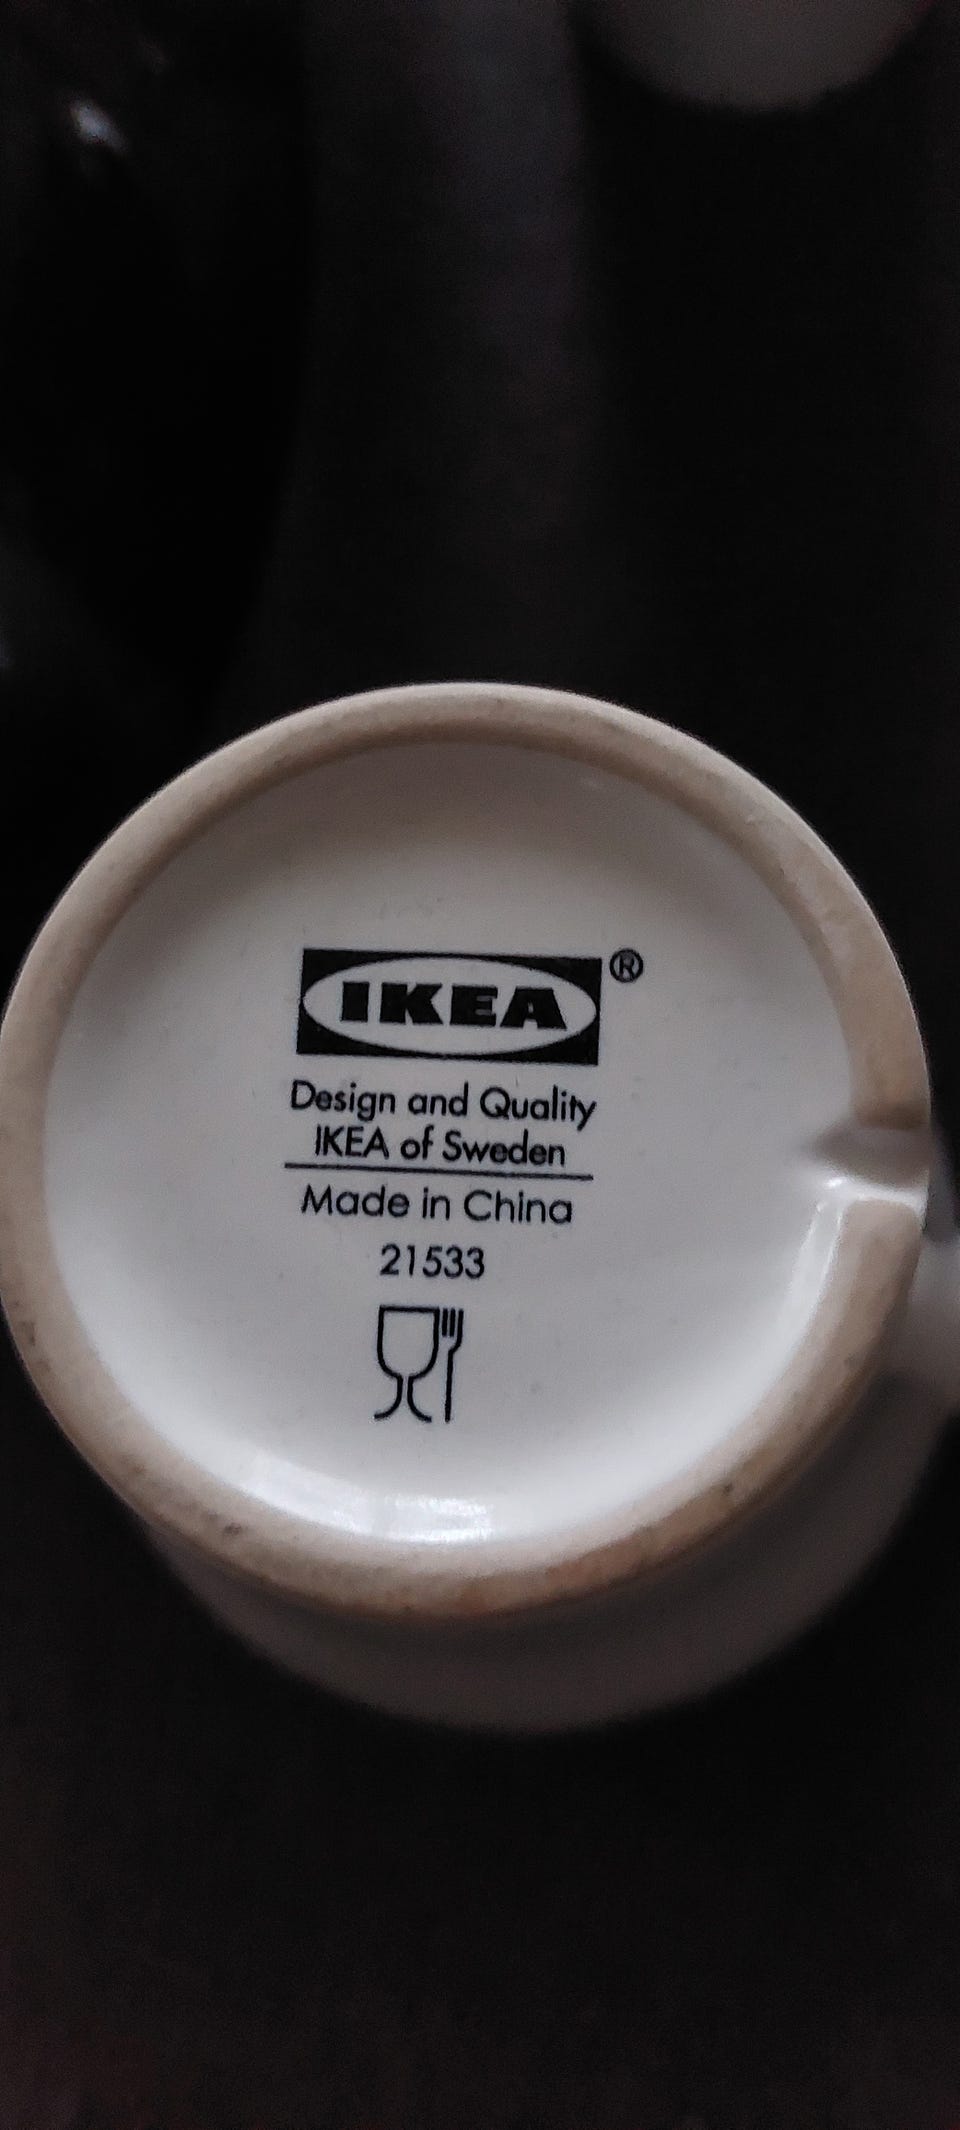 IKEA®
Design and Quality
IKEA of Sweden
Made in China
21533